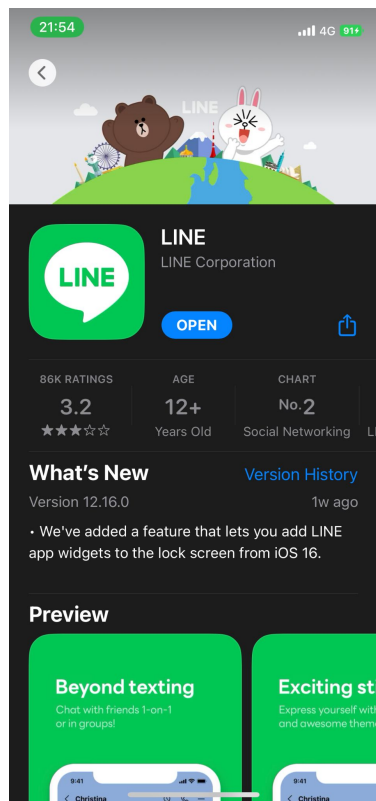 21:54
4G 91
LINE
LINE
LINE
LINE Corporation
OPEN
86K RATINGS
3.2
AGE
12+
Years Old
CHART
No.2
Social Networking
What's New
Version History
Version 12.16.0
1w ago
• We've added a feature that lets you add LINE
app widgets to the lock screen from iOS 16.
Preview
Beyond texting
Chat with friends 1-on-1
or in groups!
9:41
Christina
Exciting st
Express yourself with
and awesome theme
9:41
Christina